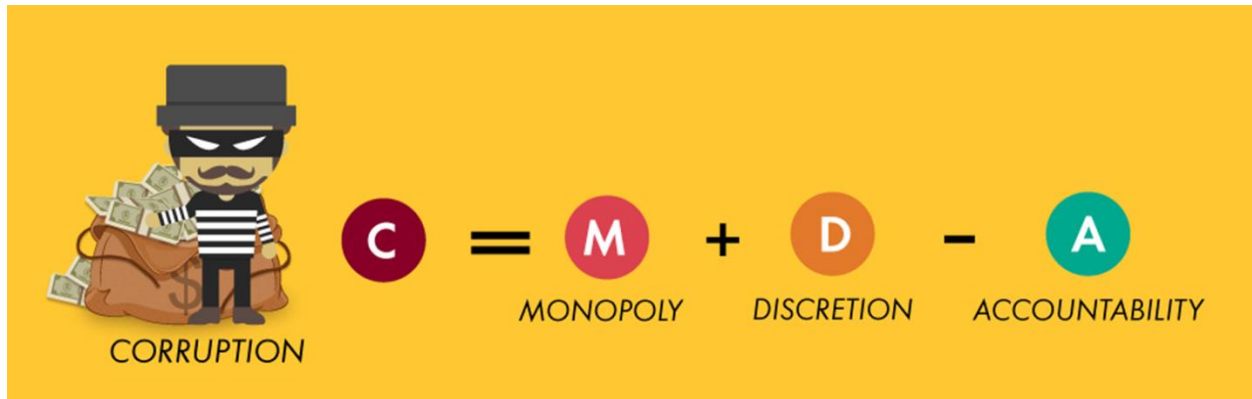 C = M + D - A
MONOPOLY DISCRETION ACCOUNTABILITY
CORRUPTION
$